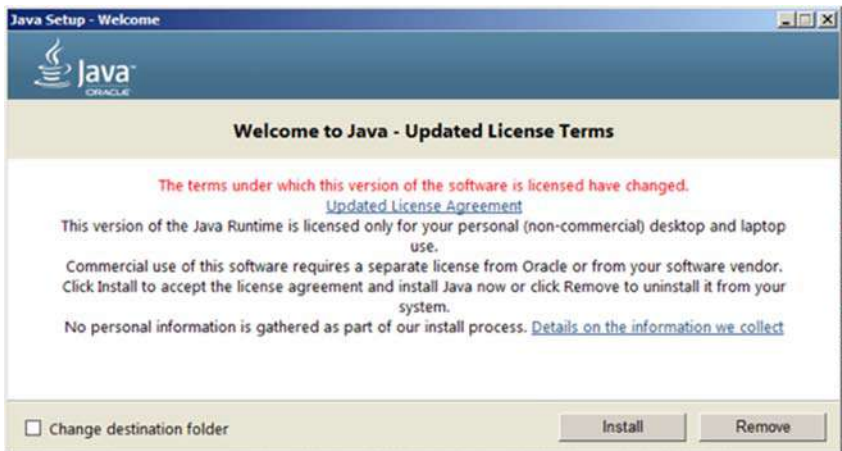 Java Setup - Welcome
Java
ORACLE
Welcome to Java - Updated License Terms
The terms under which this version of the software is licensed have changed.
Updated License Agreement
This version of the Java Runtime is licensed only for your personal (non-commercial) desktop and laptop
use.
Commercial use of this software requires a separate license from Oracle or from your software vendor.
Click Install to accept the license agreement and install Java now or click Remove to uninstall it from your
system.
No personal information is gathered as part of our install process. Details on the information we collect
Change destination folder
Install
Remove